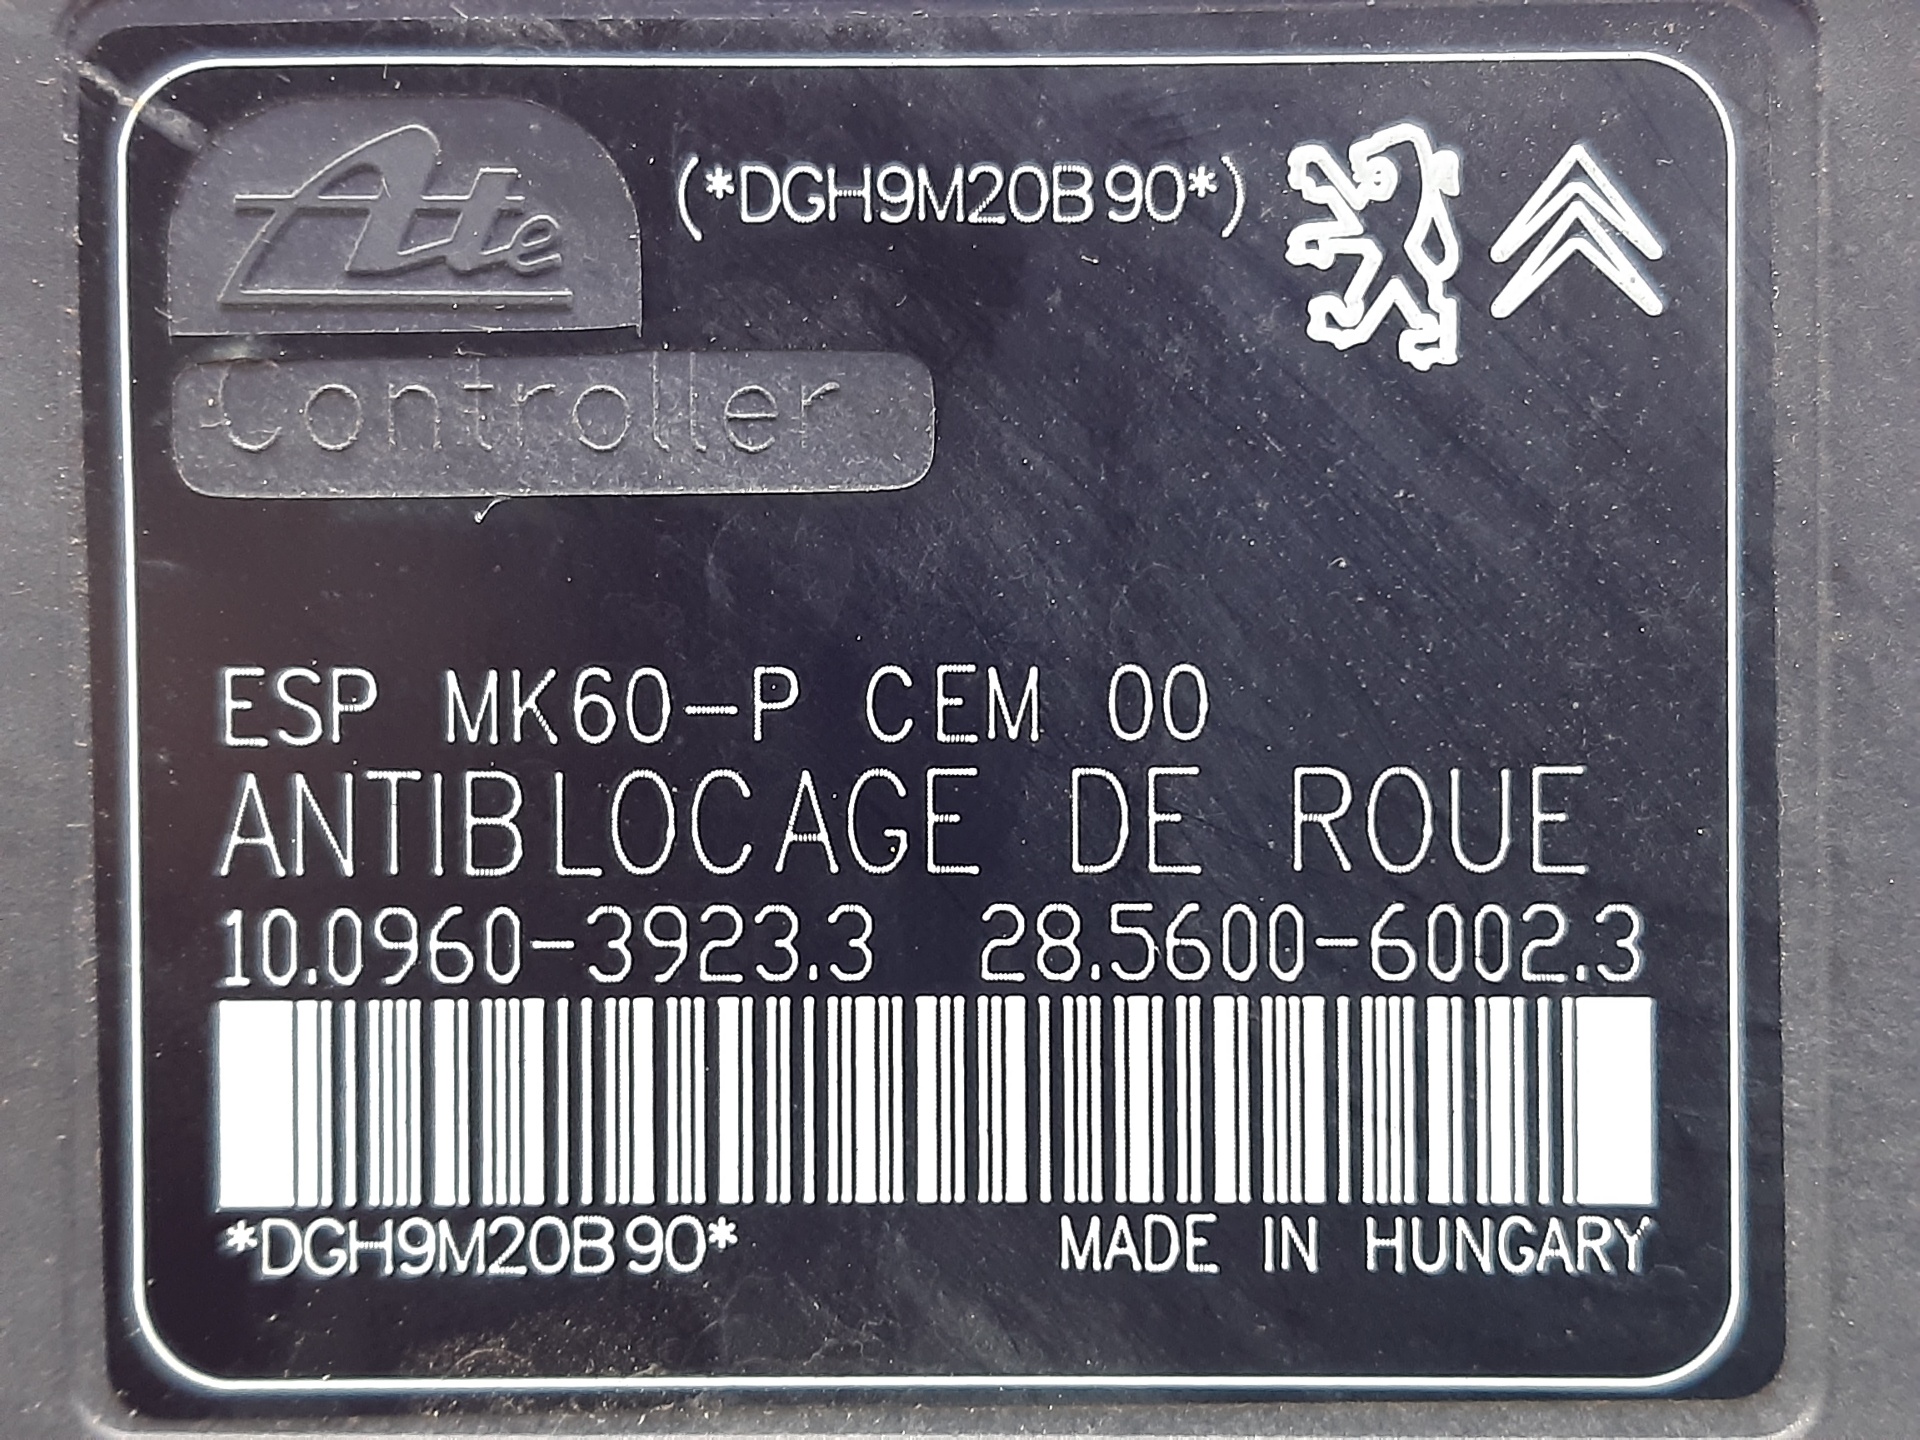 Ate
(*DGH9M20B90*)
Controller
ESP MK60-P CEM 00
ANTIBLOCAGE DE ROUE
10.0960-3923.3 28.5600-6002.3
*DGH9M20B90* MADE IN HUNGARY